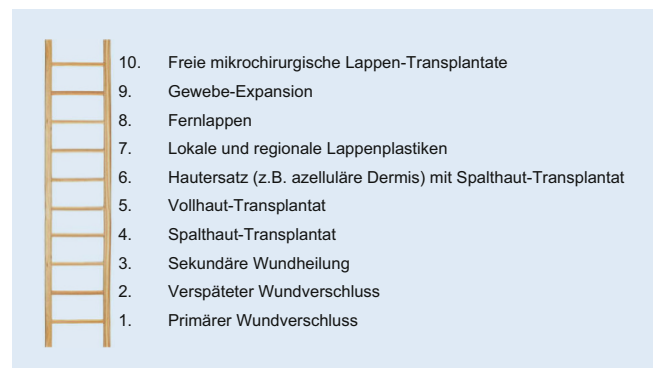 10. Freie mikrochirurgische Lappen-Transplantate
9. Gewebe-Expansion
8. Fernlappen
7. Lokale und regionale Lappenplastiken
6. Hautersatz (z.B. azelluläre Dermis) mit Spalthaut-Transplantat
5. Vollhaut-Transplantat
4. Spalthaut-Transplantat
3. Sekundäre Wundheilung
2. Verspäteter Wundverschluss
1. Primärer Wundverschluss